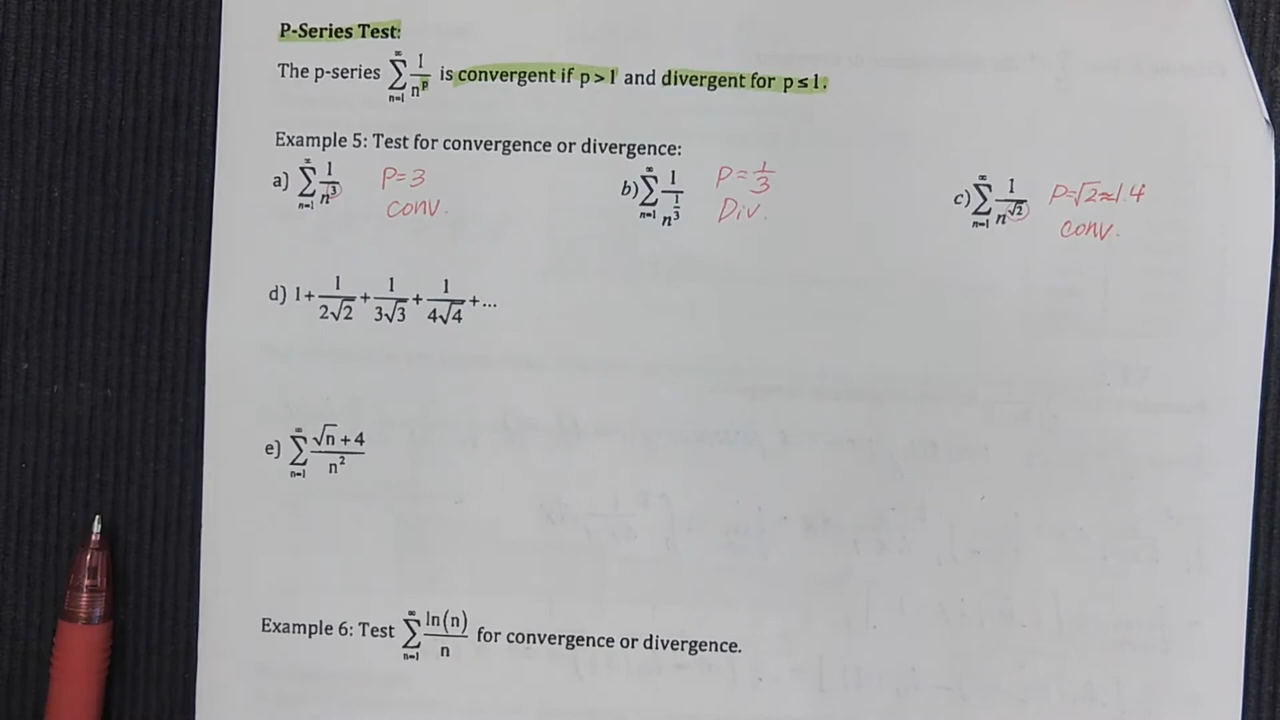 P-Series Test:
The p-series ∑_{n=1}^{∞} 1/n^p is convergent if p > 1 and divergent for p ≤ 1.
Example 5: Test for convergence or divergence:
a) ∑_{n=1}^{∞} 1/n^3 P=3 conv.
b) ∑_{n=1}^{∞} 1/n^{1/3} P=1/3 Div.
c) ∑_{n=1}^{∞} 1/n^{√2} P=√2≈1.4 conv.
d) 1 + 1/(2√2) + 1/(3√3) + 1/(4√4) + ...
e) ∑_{n=1}^{∞} (√n + 4)/n^2
Example 6: Test ∑_{n=1}^{∞} ln(n)/n for convergence or divergence.